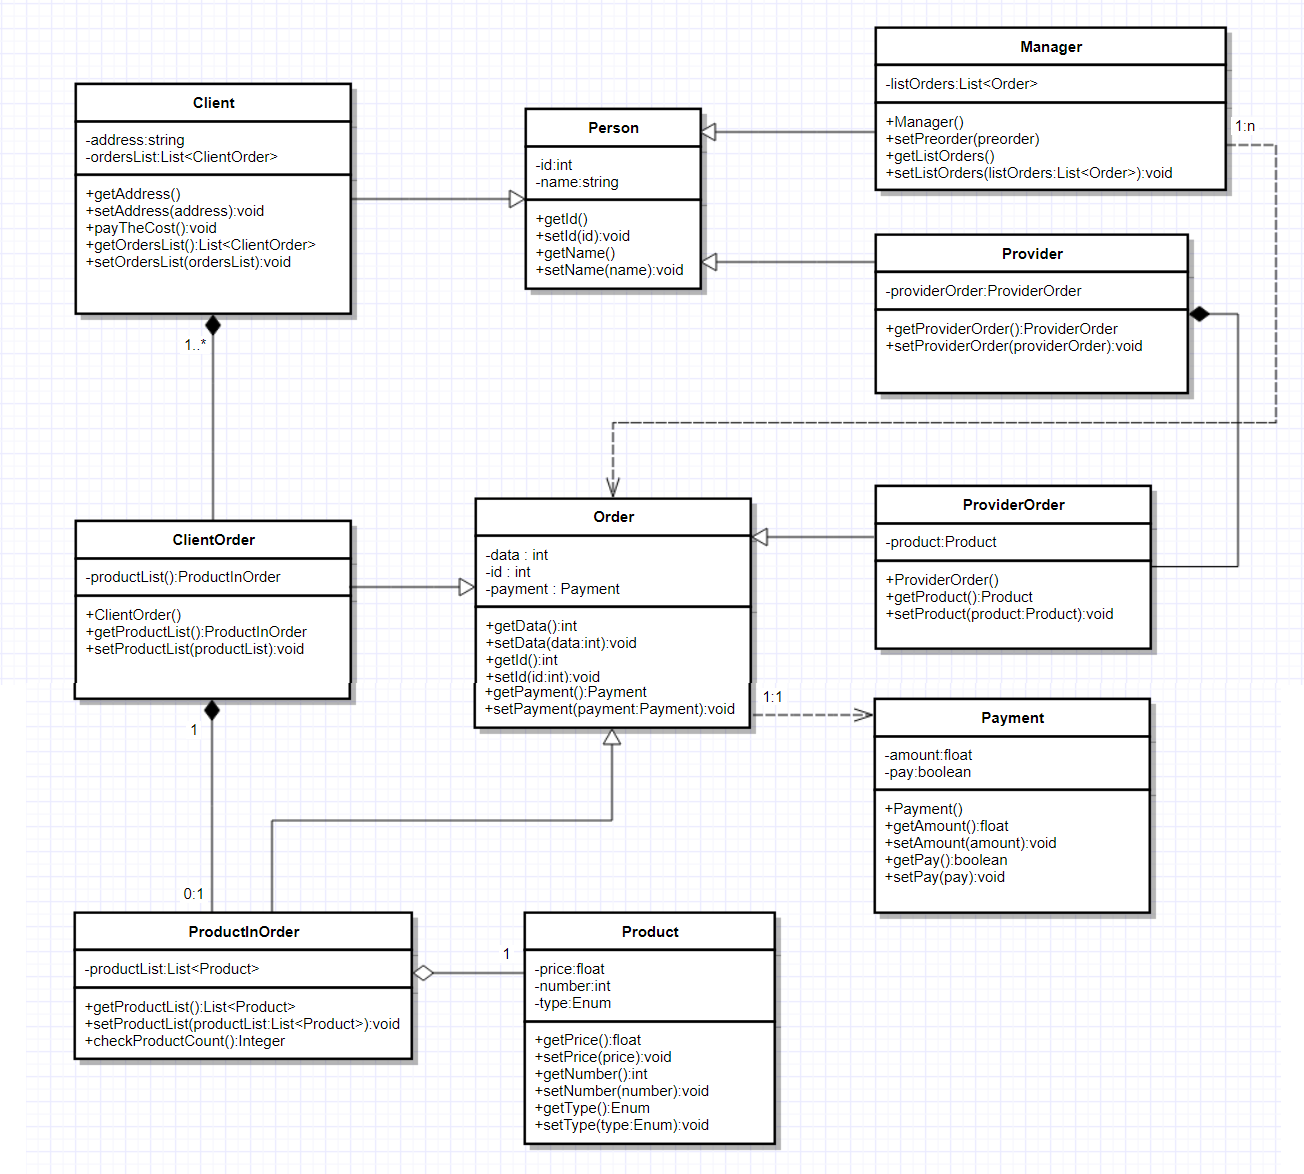 Manager
-listOrders:List<Order>
+Manager()
+setPreorder(preorder)
+getListOrders()
+setListOrders(listOrders:List<Order>):void
1:n
Client
-address:string
-ordersList:List<ClientOrder>
+getAddress()
+setAddress(address):void
+payTheCost():void
+getOrdersList():List<ClientOrder>
+setOrdersList(ordersList):void
1..*
Person
-id:int
-name:string
+getId()
+setId(id):void
+getName()
+setName(name):void
Provider
-providerOrder:ProviderOrder
+getProviderOrder():ProviderOrder
+setProviderOrder(providerOrder):void
ClientOrder
-productList():ProductInOrder
+ClientOrder()
+getProductList():ProductInOrder
+setProductList(productList):void
1
0:1
Order
-data : int
-id : int
-payment : Payment
+getData():int
+setData(data:int):void
+getId():int
+setId(id:int):void
+getPayment():Payment
+setPayment(payment:Payment):void
1:1
ProviderOrder
-product:Product
+ProviderOrder()
+getProduct():Product
+setProduct(product:Product):void
Payment
-amount:float
-pay:boolean
+Payment()
+getAmount():float
+setAmount(amount):void
+getPay():boolean
+setPay(pay):void
ProductInOrder
-productList:List<Product>
+getProductList():List<Product>
+setProductList(productList:List<Product>):void
+checkProductCount():Integer
1
Product
-price:float
-number:int
-type:Enum
+getPrice():float
+setPrice(price):void
+getNumber():int
+setNumber(number):void
+getType():Enum
+setType(type:Enum):void